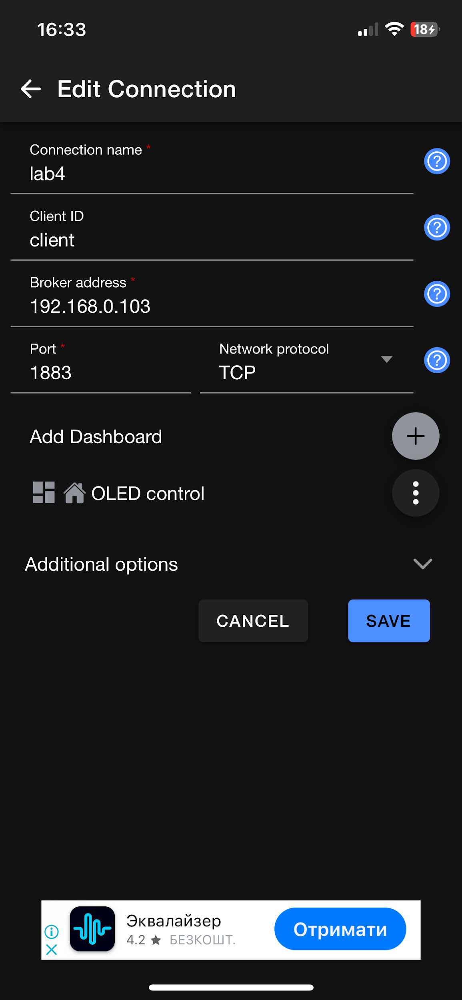 16:33
18
Edit Connection
Connection name *
lab4
Client ID
client
Broker address *
192.168.0.103
Port *
Network protocol
1883
TCP
Add Dashboard
OLED control
Additional options
CANCEL
SAVE
Эквалайзер
4.2 ★ БЕЗКОШТ.
Отримати